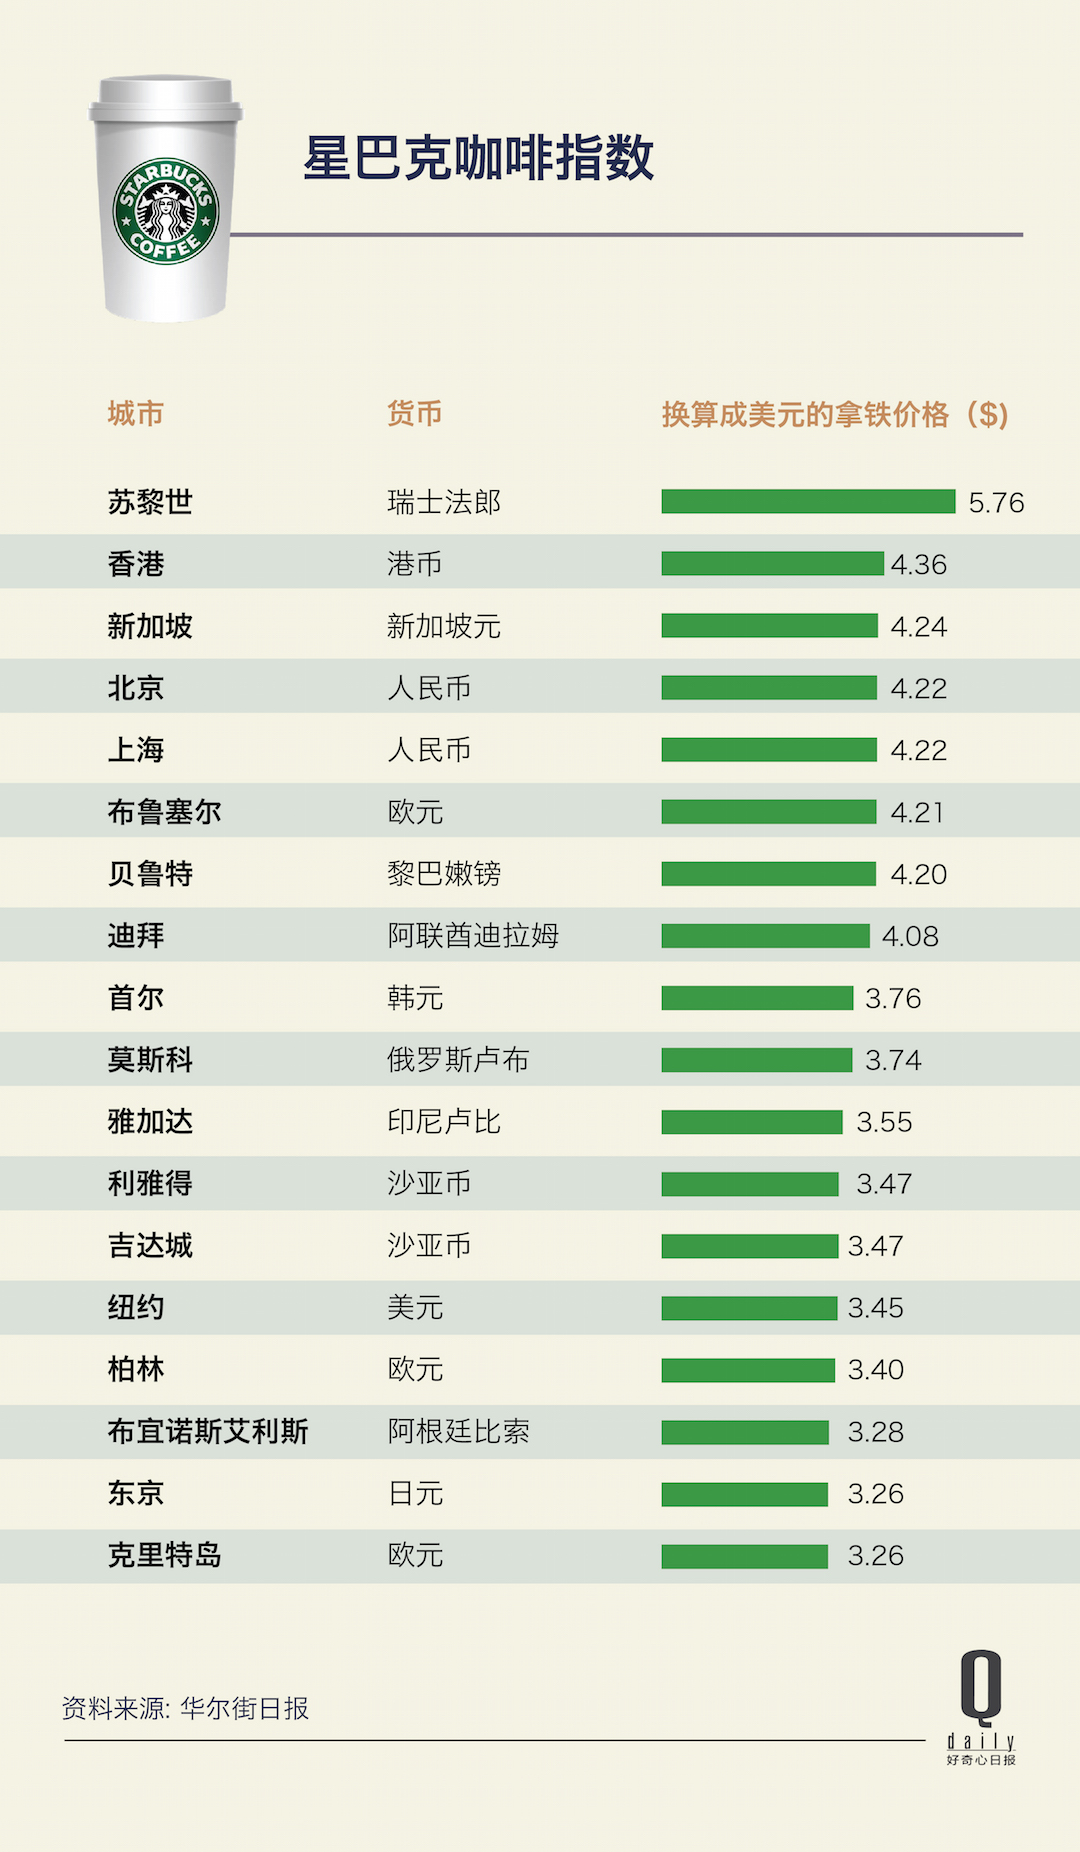 STARBUCKS
COFFEE
星巴克咖啡指数
城市 货币 换算成美元的拿铁价格（$)
苏黎世 瑞士法郎 5.76
香港 港币 4.36
新加坡 新加坡元 4.24
北京 人民币 4.22
上海 人民币 4.22
布鲁塞尔 欧元 4.21
贝鲁特 黎巴嫩镑 4.20
迪拜 阿联酋迪拉姆 4.08
首尔 韩元 3.76
莫斯科 俄罗斯卢布 3.74
雅加达 印尼卢比 3.55
利雅得 沙亚币 3.47
吉达城 沙亚币 3.47
纽约 美元 3.45
柏林 欧元 3.40
布宜诺斯艾利斯 阿根廷比索 3.28
东京 日元 3.26
克里特岛 欧元 3.26
资料来源: 华尔街日报
Q
daily
好奇心日报